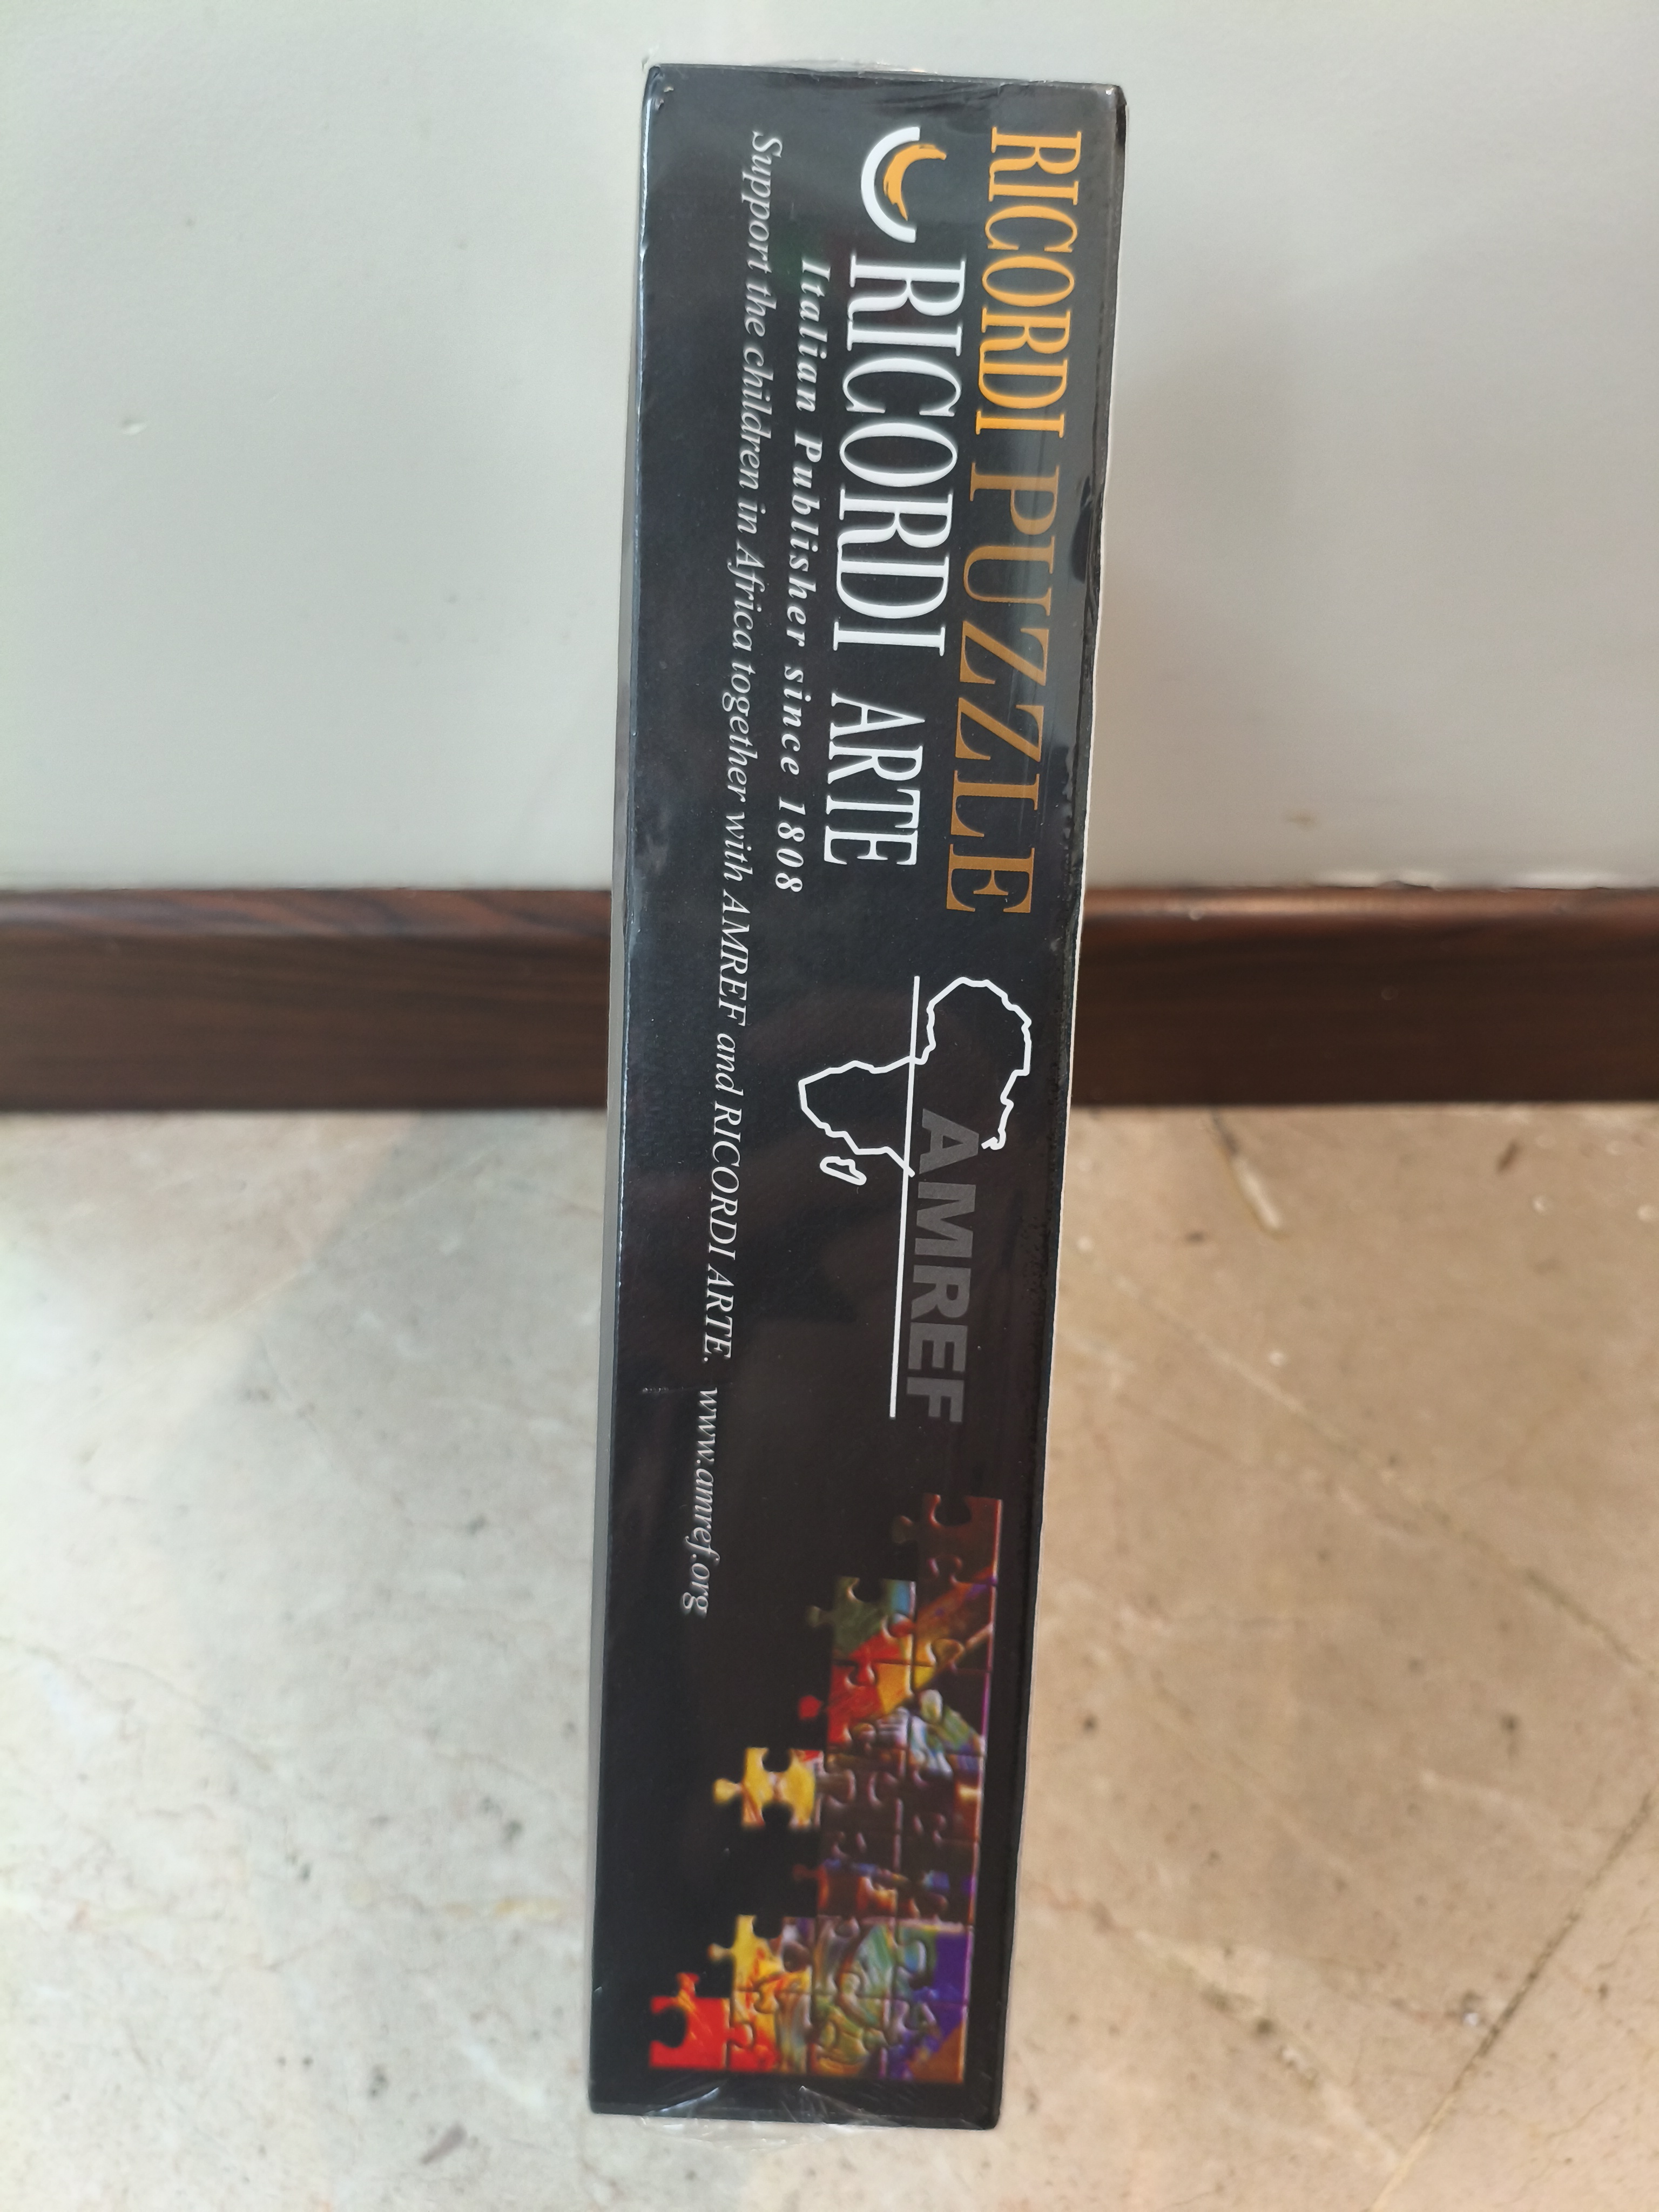 RICORDI PUZZLE
RICORDI ARTE
Italian Publisher since 1808
AMREF
Support the children in Africa together with AMREF and RICORDI ARTE. www.amref.org